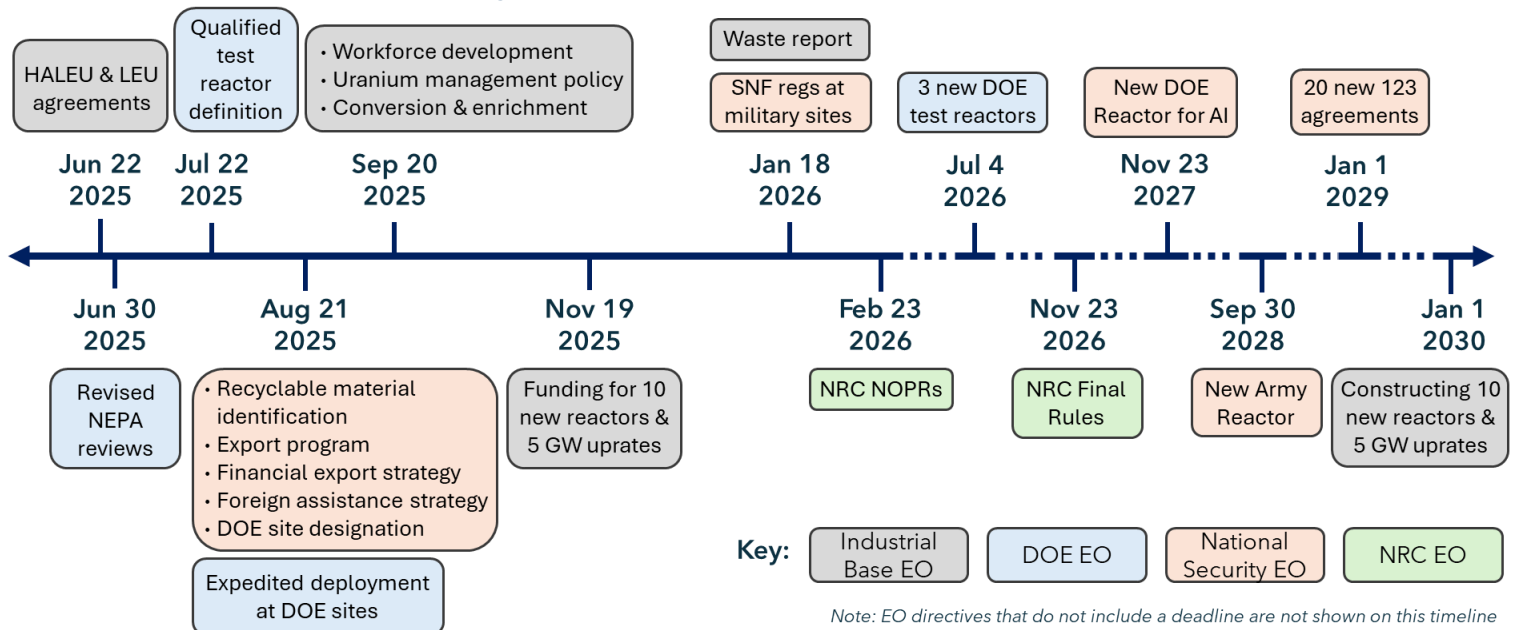 HALEU & LEU
agreements
Qualified
test
reactor
definition
• Workforce development
• Uranium management policy
• Conversion & enrichment
Waste report
SNF regs at
military sites
3 new DOE
test reactors
New DOE
Reactor for AI
20 new 123
agreements
Jun 22
2025
Jul 22
2025
Sep 20
2025
Jan 18
2026
Jul 4
2026
Nov 23
2027
Jan 1
2029
Jun 30
2025
Aug 21
2025
Nov 19
2025
Feb 23
2026
Nov 23
2026
Sep 30
2028
Jan 1
2030
Revised
NEPA
reviews
• Recyclable material
identification
• Export program
• Financial export strategy
• Foreign assistance strategy
• DOE site designation
Expedited deployment
at DOE sites
Funding for 10
new reactors &
5 GW uprates
NRC NOPRs
NRC Final
Rules
New Army
Reactor
Constructing 10
new reactors &
5 GW uprates
Key:
Industrial
Base EO
DOE EO
National
Security EO
NRC EO
Note: EO directives that do not include a deadline are not shown on this timeline